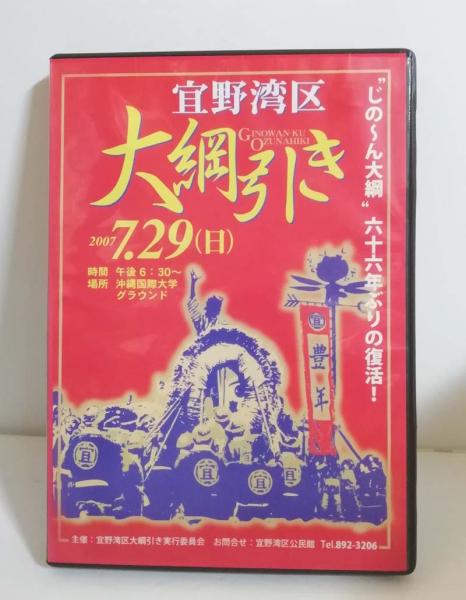 宜野湾区
大綱引き
GINOWAN-KU
OZUNAHIKI
2007 7.29(日)
時間 午後6：30〜
場所 沖縄国際大学
グラウンド
"じの〜ん大綱"六十六年ぶりの復活！
宜
豊年
宜
宜
宜
主催：宜野湾区大綱引き実行委員会 お問合せ：宜野湾区公民館 Tel.892-3206